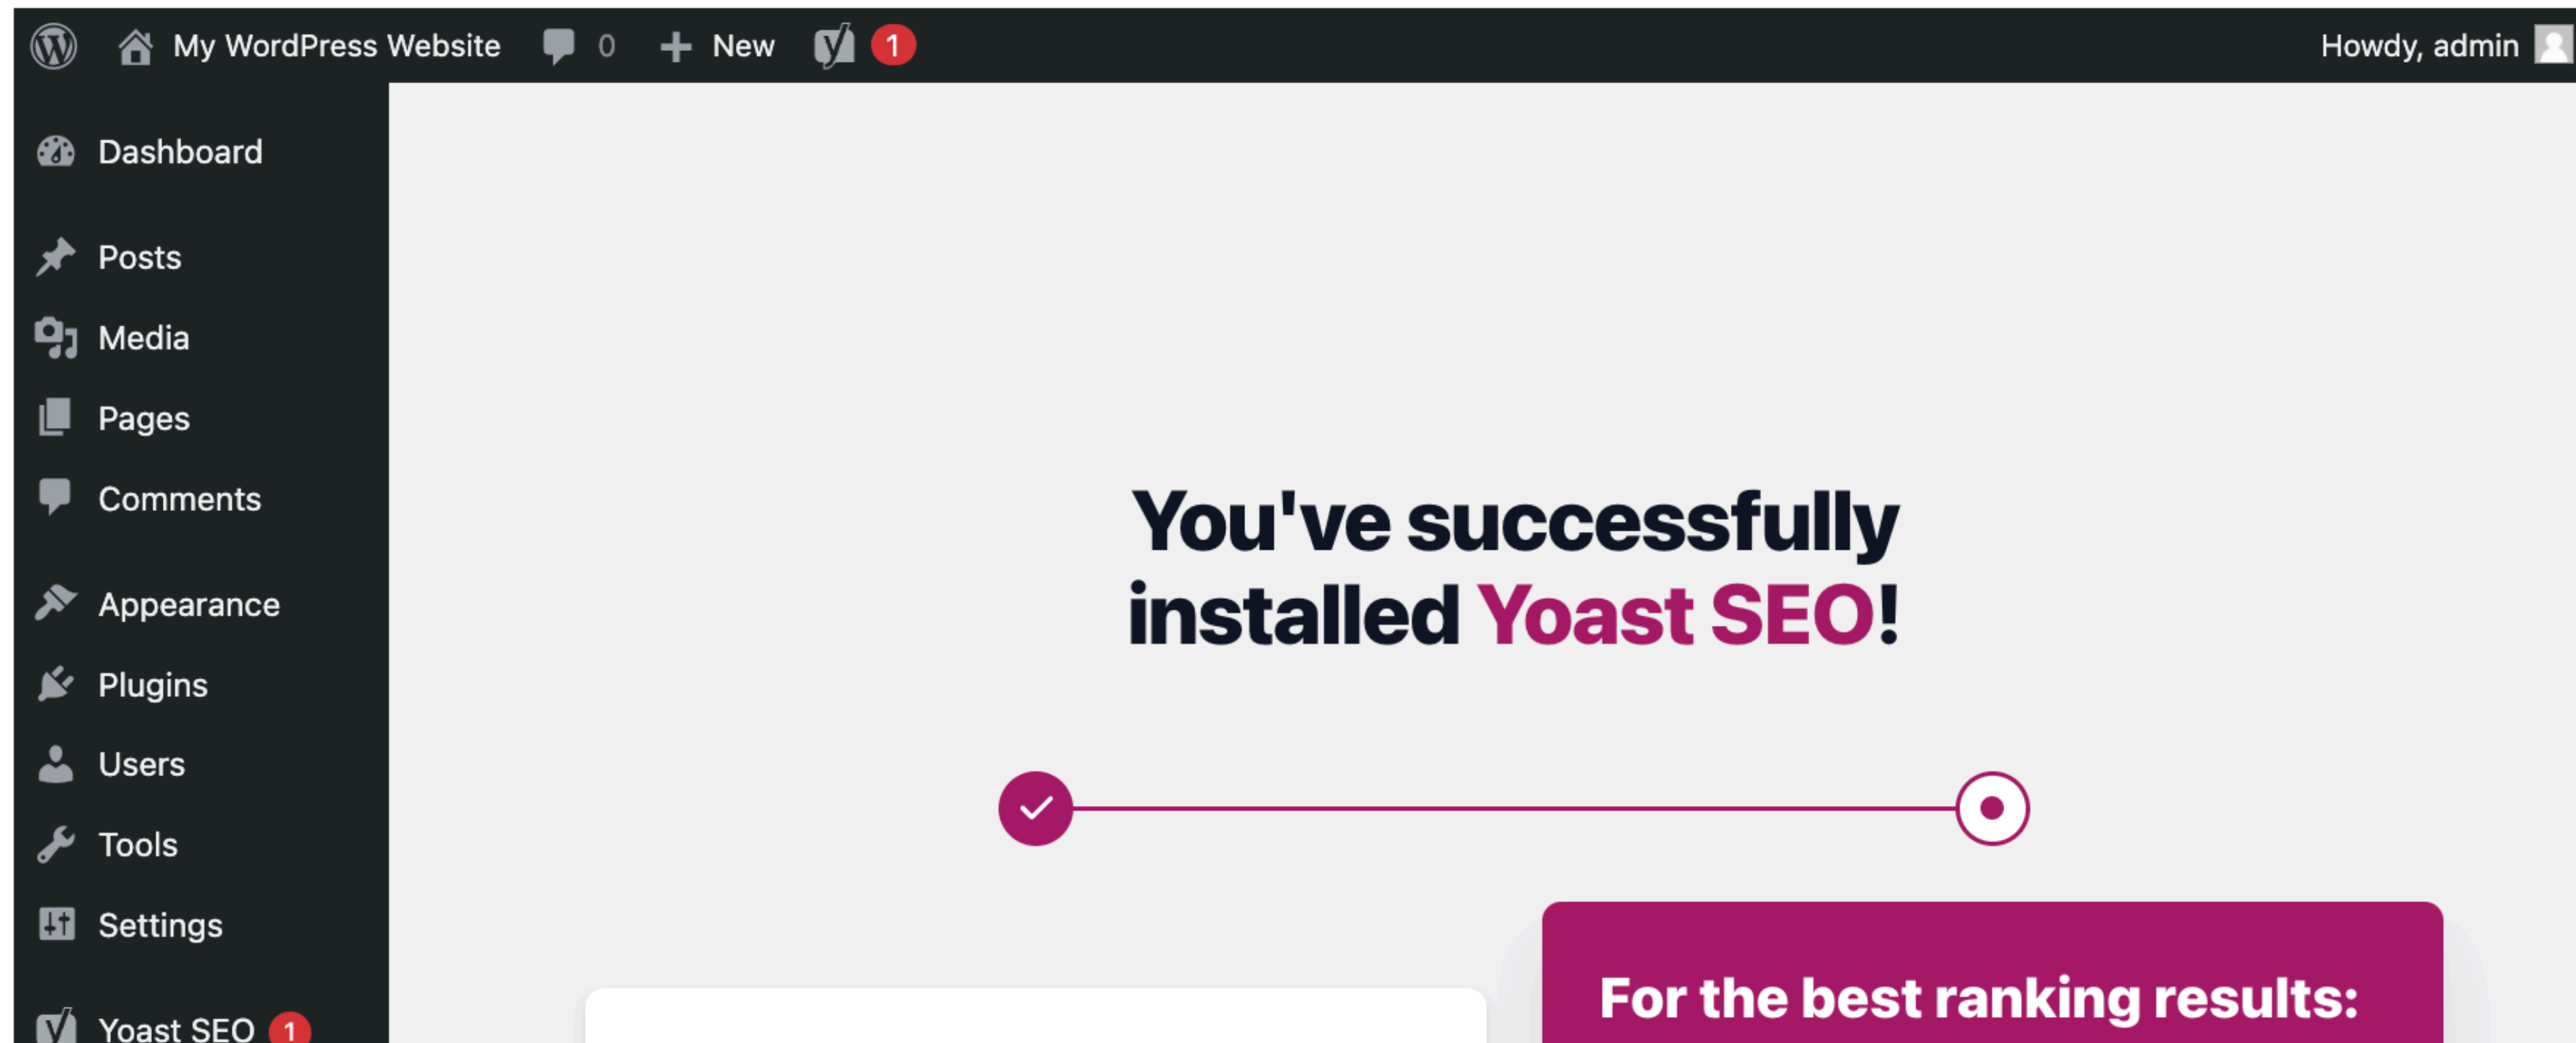 My WordPress Website 0 New 1 Howdy, admin
Dashboard
Posts
Media
Pages
Comments
Appearance
Plugins
Users
Tools
Settings
Yoast SEO 1
You've successfully
installed Yoast SEO!
For the best ranking results: